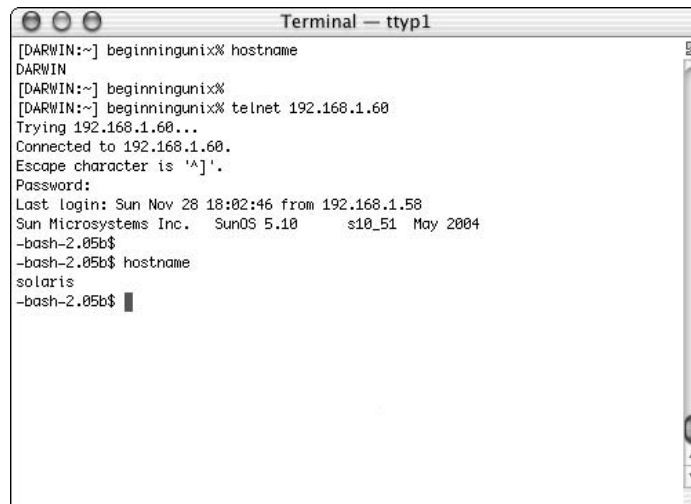 Terminal — ttyp1
[DARWIN:~] beginningunix% hostname
DARWIN
[DARWIN:~] beginningunix%
[DARWIN:~] beginningunix% telnet 192.168.1.60
Trying 192.168.1.60...
Connected to 192.168.1.60.
Escape character is '^]'.
Password:
Last login: Sun Nov 28 18:02:46 from 192.168.1.58
Sun Microsystems Inc.   SunOS 5.10      s10_51  May 2004
-bash-2.05b$
-bash-2.05b$ hostname
solaris
-bash-2.05b$